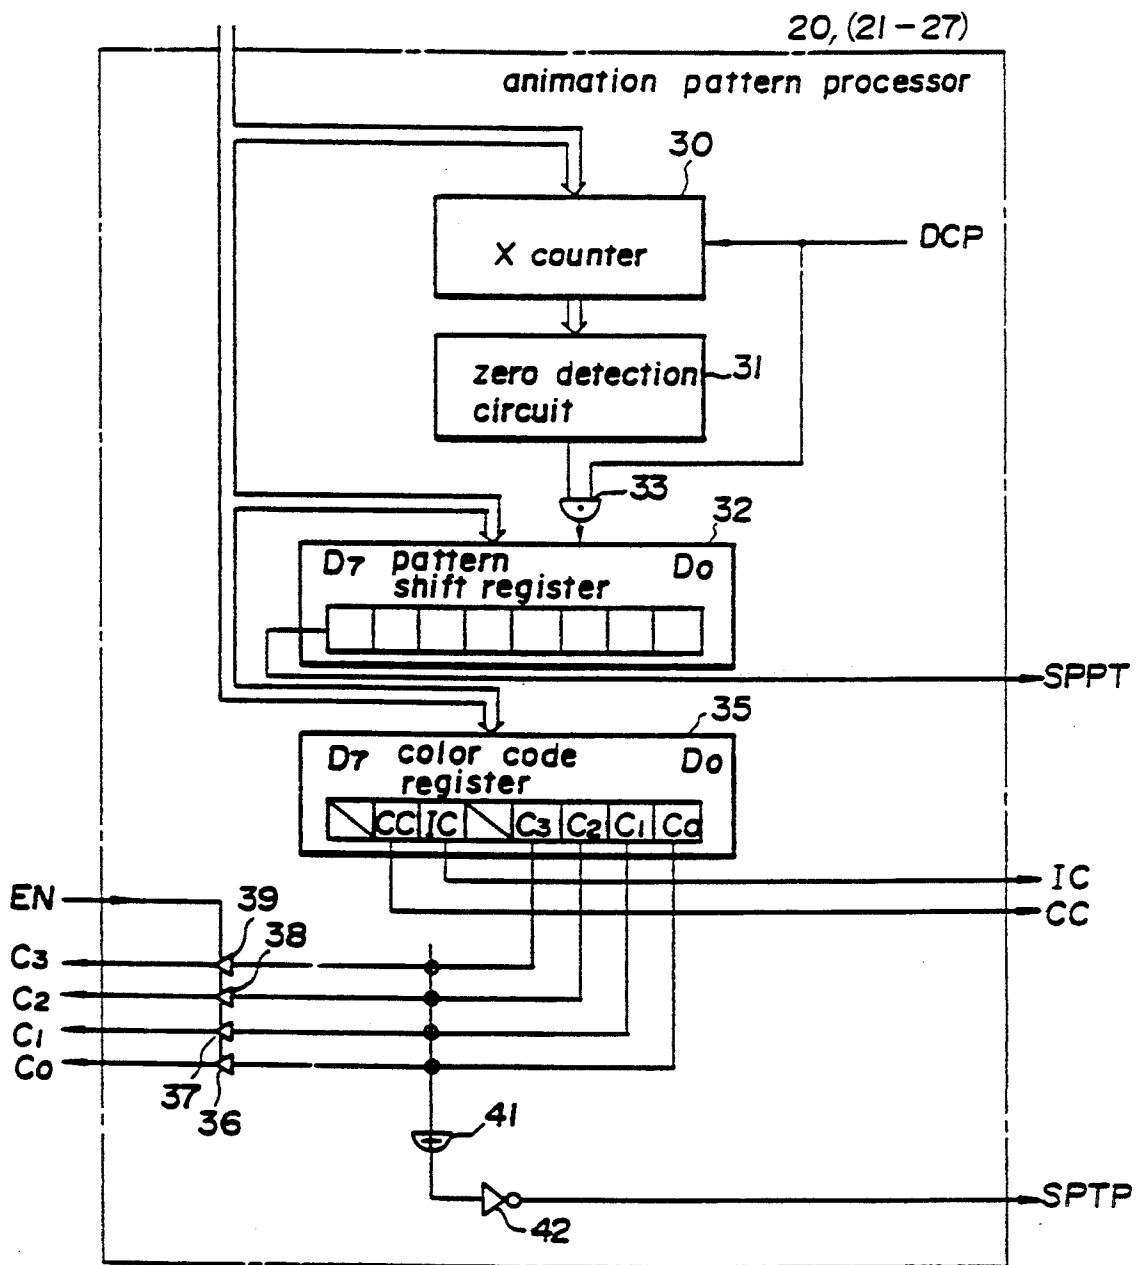 20, (21-27)
animation pattern processor
30
X counter
DCP
zero detection
circuit
31
33
32
D7 pattern D0
shift register
SPPT
35
D7 color code D0
register
CC IC C3 C2 C1 C0
IC
CC
EN
39
38
C3
C2
C1
C0
37
36
41
SPTP
42